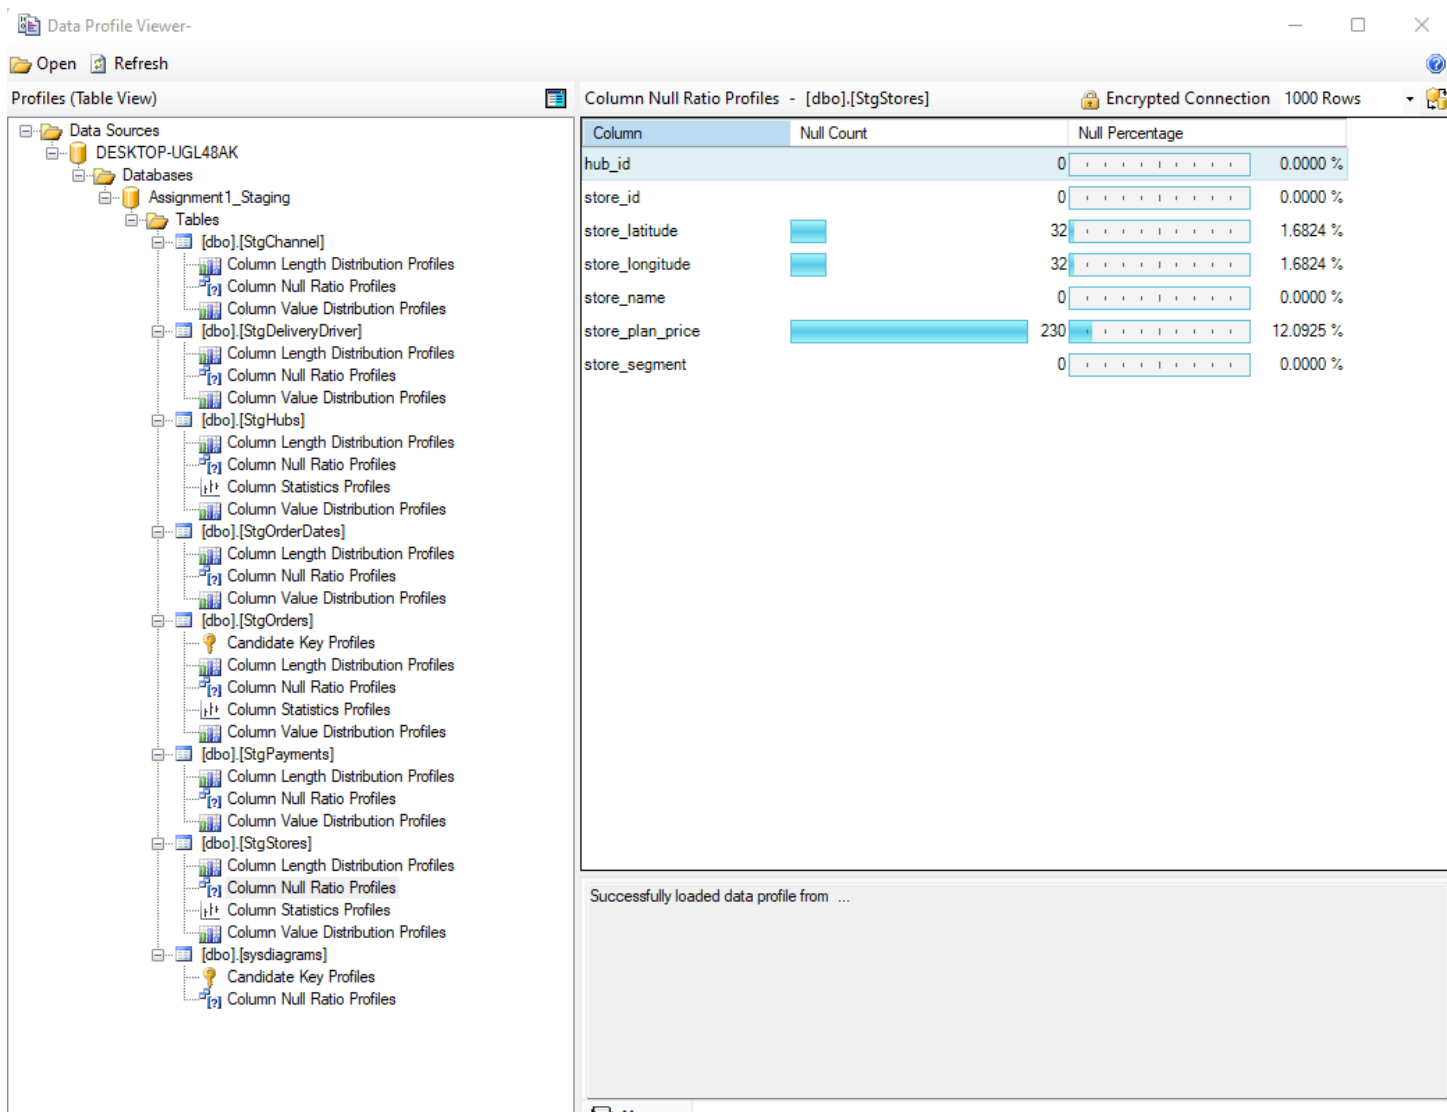 Data Profile Viewer-
Open Refresh
Profiles (Table View)
Data Sources
DESKTOP-UGL48AK
Databases
Assignment1_Staging
Tables
[dbo].[StgChannel]
Column Length Distribution Profiles
Column Null Ratio Profiles
Column Value Distribution Profiles
[dbo].[StgDeliveryDriver]
Column Length Distribution Profiles
Column Null Ratio Profiles
Column Value Distribution Profiles
[dbo].[StgHubs]
Column Length Distribution Profiles
Column Null Ratio Profiles
Column Statistics Profiles
Column Value Distribution Profiles
[dbo].[StgOrderDates]
Column Length Distribution Profiles
Column Null Ratio Profiles
Column Value Distribution Profiles
[dbo].[StgOrders]
Candidate Key Profiles
Column Length Distribution Profiles
Column Null Ratio Profiles
Column Statistics Profiles
Column Value Distribution Profiles
[dbo].[StgPayments]
Column Length Distribution Profiles
Column Null Ratio Profiles
Column Value Distribution Profiles
[dbo].[StgStores]
Column Length Distribution Profiles
Column Null Ratio Profiles
Column Statistics Profiles
Column Value Distribution Profiles
[dbo].[sysdiagrams]
Candidate Key Profiles
Column Null Ratio Profiles
Column Null Ratio Profiles - [dbo].[StgStores] Encrypted Connection 1000 Rows
Column Null Count Null Percentage
hub_id 0 0.0000 %
store_id 0 0.0000 %
store_latitude 32 1.6824 %
store_longitude 32 1.6824 %
store_name 0 0.0000 %
store_plan_price 230 12.0925 %
store_segment 0 0.0000 %
Successfully loaded data profile from ...